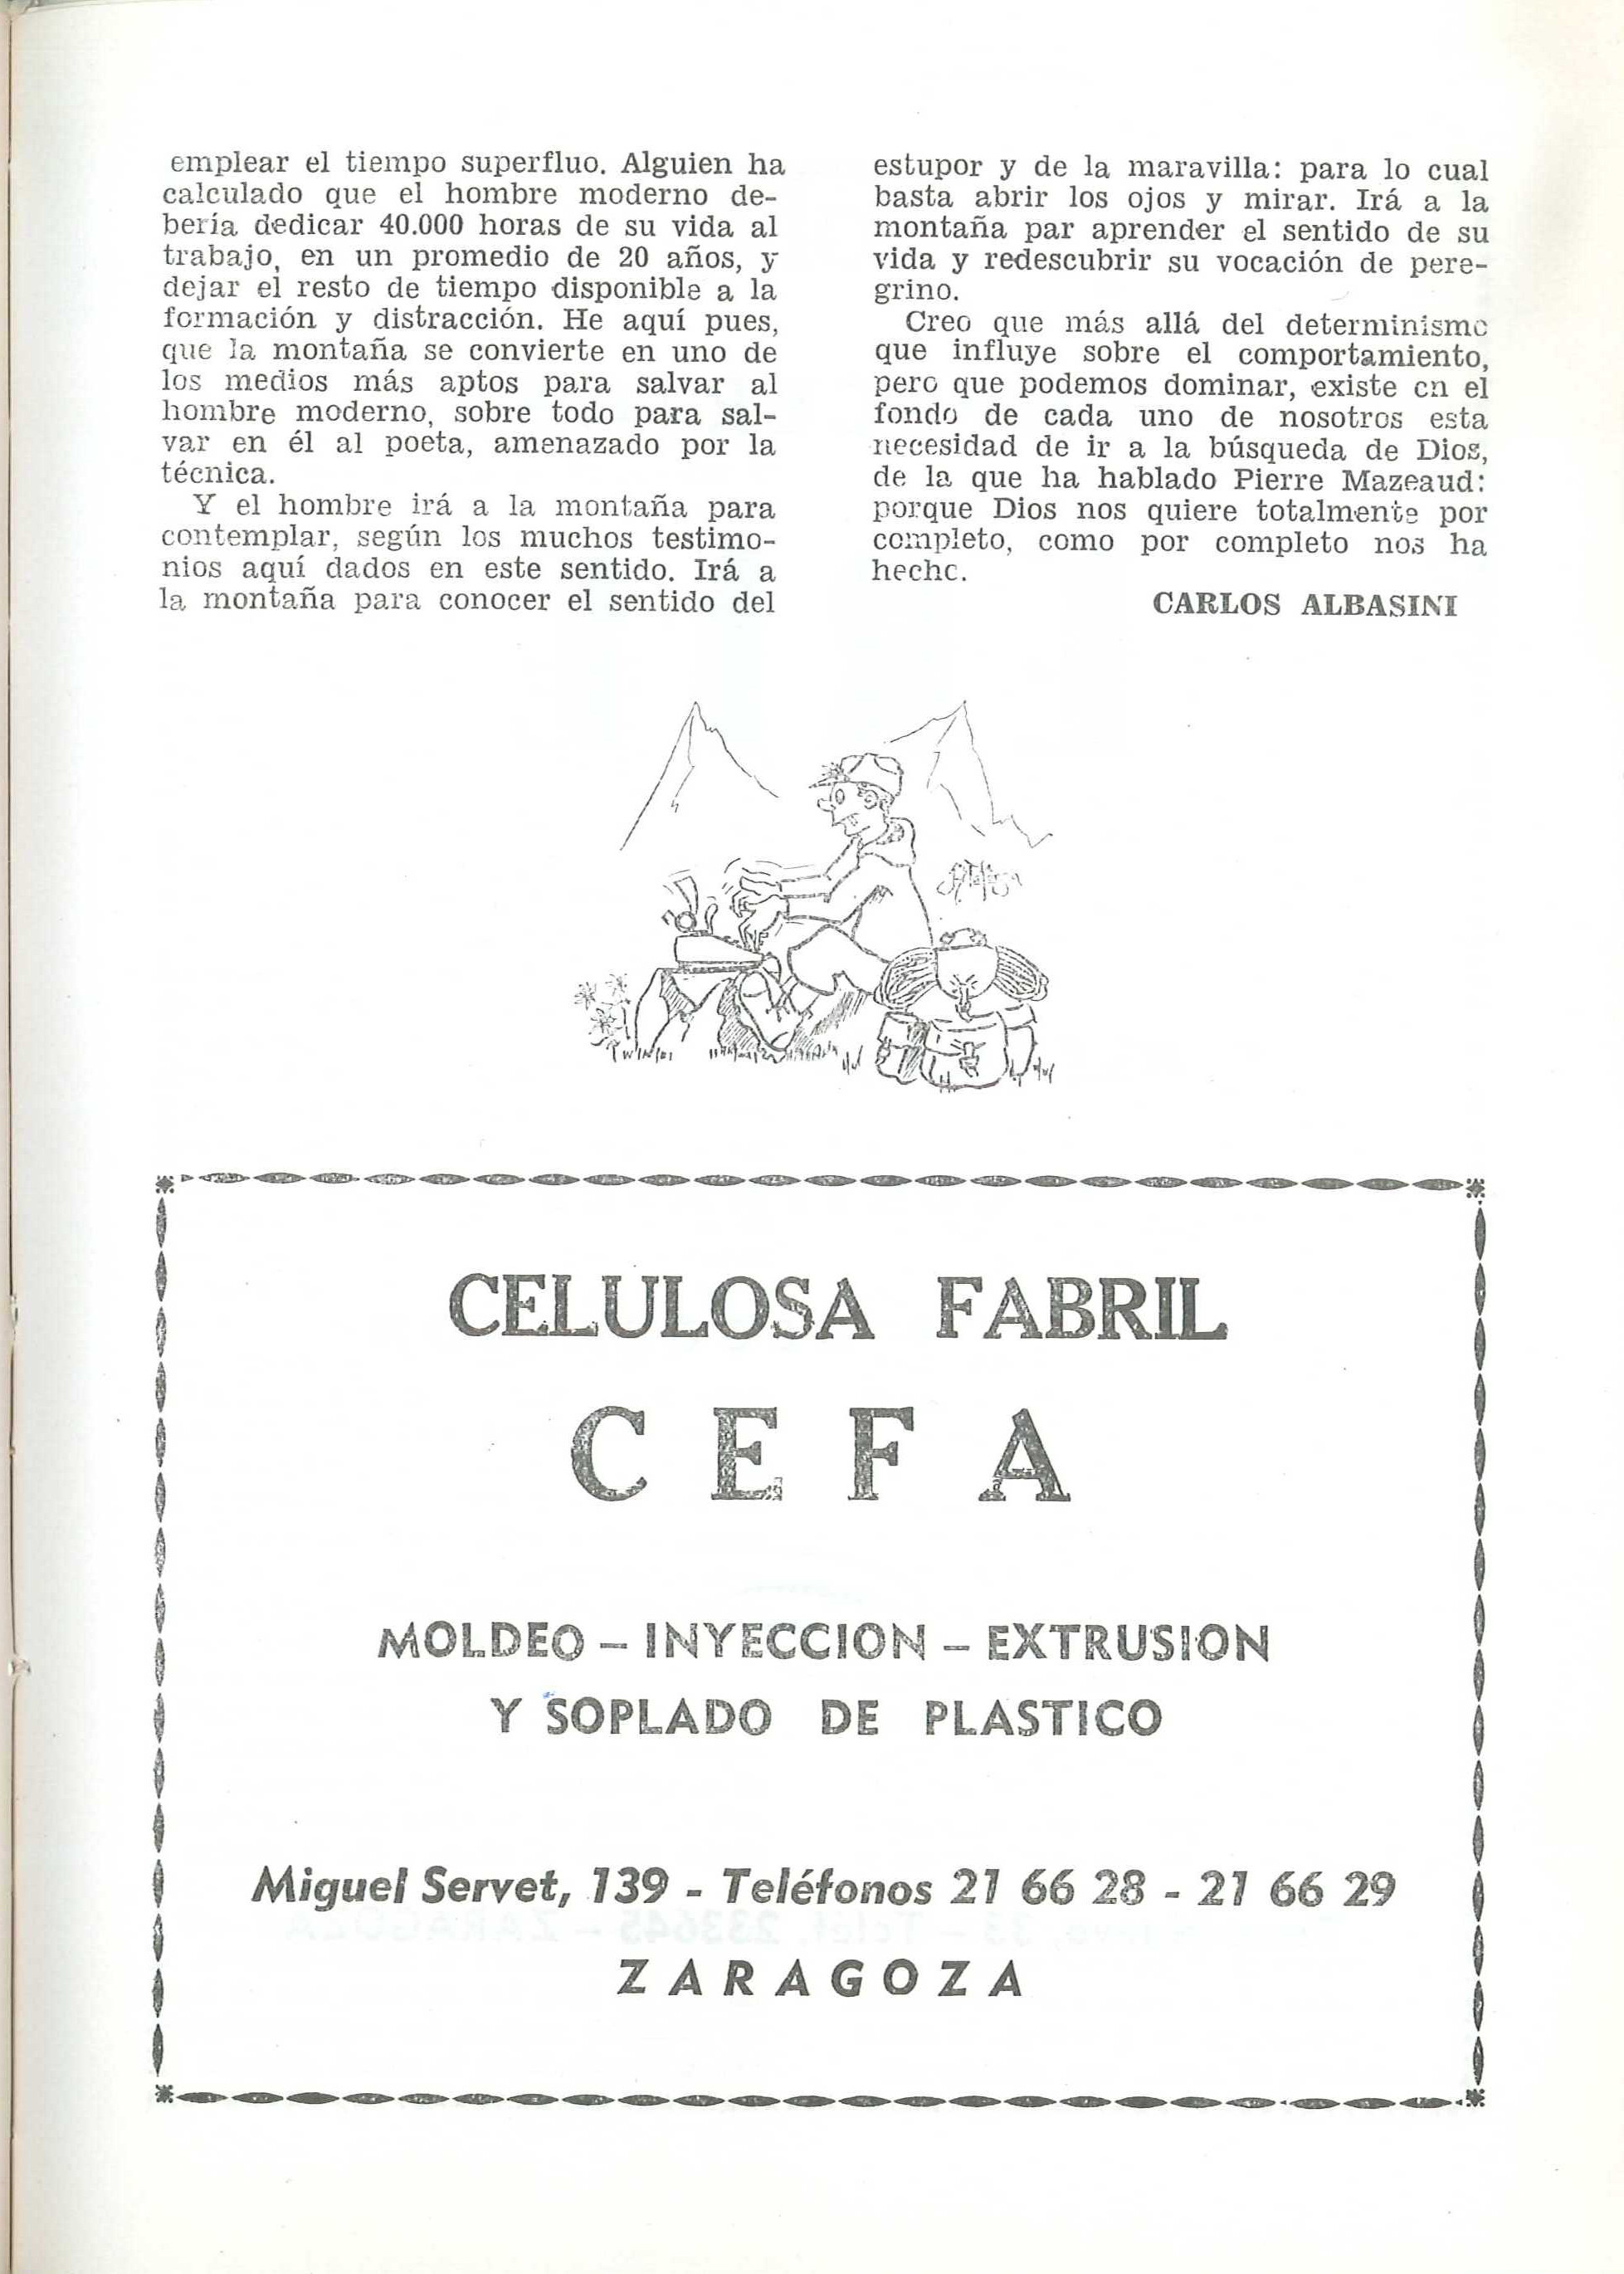 emplear el tiempo superfluo. Alguien ha
calculado que el hombre moderno de-
bería dedicar 40.000 horas de su vida al
trabajo, en un promedio de 20 años, y
dejar el resto de tiempo disponible a la
formación y distracción. He aquí pues,
que la montaña se convierte en uno de
los medios más aptos para salvar al
hombre moderno, sobre todo para sal-
var en él al poeta, amenazado por la
técnica.
Y el hombre irá a la montaña para
contemplar, según los muchos testimo-
nios aquí dados en este sentido. Irá a
la montaña para conocer el sentido del
estupor y de la maravilla: para lo cual
basta abrir los ojos y mirar. Irá a la
montaña par aprender el sentido de su
vida y redescubrir su vocación de pere-
grino.
Creo que más allá del determinismo
que influye sobre el comportamiento,
pero que podemos dominar, existe en el
fondo de cada uno de nosotros esta
necesidad de ir a la búsqueda de Dios,
de la que ha hablado Pierre Mazeaud:
porque Dios nos quiere totalmente por
completo, como por completo nos ha
hecho.
CARLOS ALBASINI
CELULOSA FABRIL
CEFA
MOLDEO – INYECCION – EXTRUSION
Y SOPLADO DE PLASTICO
Miguel Servet, 139 - Teléfonos 21 66 28 - 21 66 29
ZARAGOZA